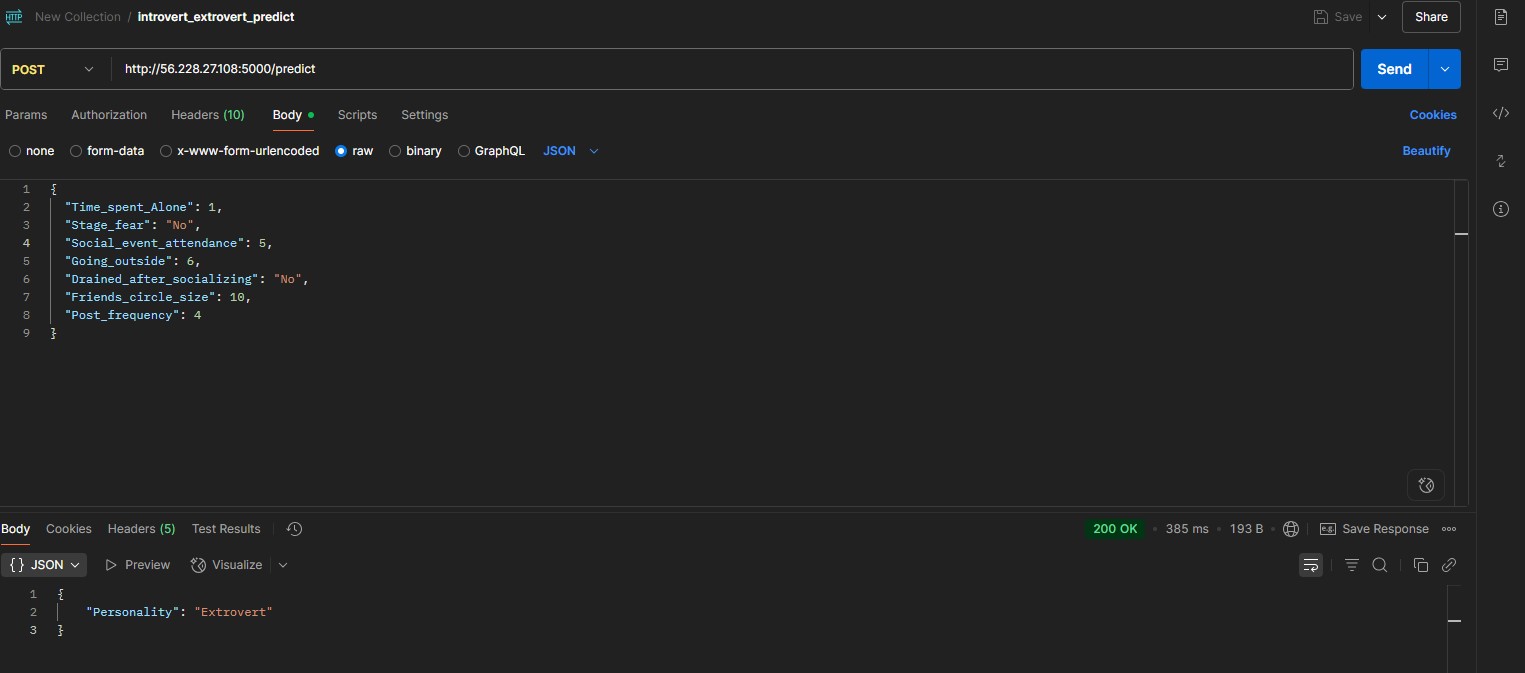 HTTP New Collection / introvert_extrovert_predict Save Share
POST http://56.228.27.108:5000/predict Send
Params Authorization Headers (10) Body Scripts Settings Cookies
none form-data x-www-form-urlencoded raw binary GraphQL JSON Beautify
1 {
2 "Time_spent_Alone": 1,
3 "Stage_fear": "No",
4 "Social_event_attendance": 5,
5 "Going_outside": 6,
6 "Drained_after_socializing": "No",
7 "Friends_circle_size": 10,
8 "Post_frequency": 4
9 }
Body Cookies Headers (5) Test Results 200 OK • 385 ms • 193 B • e.g. Save Response
{} JSON Preview Visualize
1 {
2 "Personality": "Extrovert"
3 }